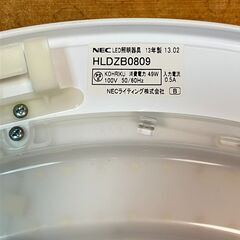 NEC LED照明器具 13年製 13.02
HLDZB0809
KOHRIKU 消費電力 49W 入力電流
100V 50/60Hz 0.5A
NECライティング株式会社 B